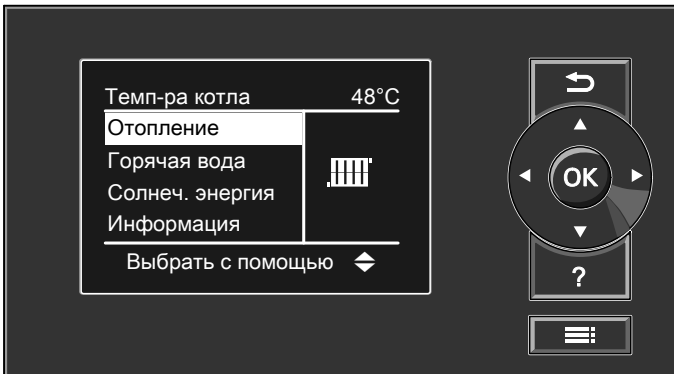 Темп-ра котла 48°C
Отопление
Горячая вода
Солнеч. энергия
Информация
Выбрать с помощью
OK
?